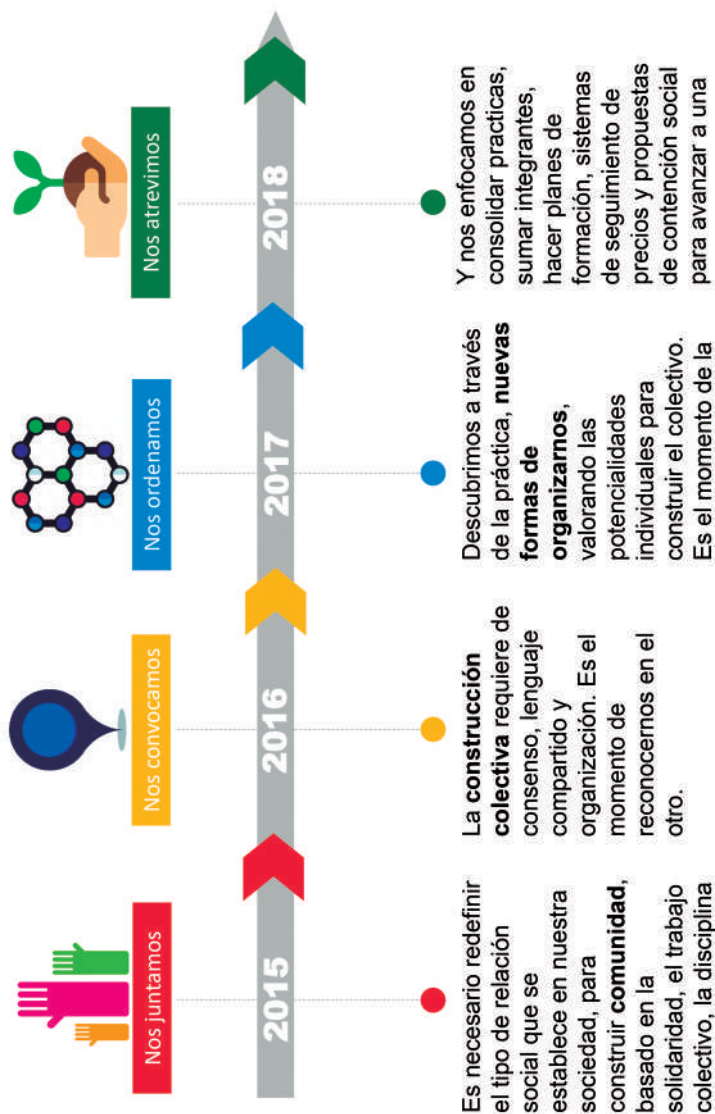 Nos juntamos
2015
Es necesario redefinir
el tipo de relación
social que se
establece en nuestra
sociedad, para
construir comunidad,
basado en la
solidaridad, el trabajo
colectivo, la disciplina
Nos convocamos
2016
La construcción
colectiva requiere de
consenso, lenguaje
compartido y
organización. Es el
momento de
reconocernos en el
otro.
Nos ordenamos
2017
Descubrimos a través
de la práctica, nuevas
formas de
organizarnos,
valorando las
potencialidades
individuales para
construir el colectivo.
Es el momento de la
Nos atrevimos
2018
Y nos enfocamos en
consolidar practicas,
sumar integrantes,
hacer planes de
formación, sistemas
de seguimiento de
precios y propuestas
de contención social
para avanzar a una